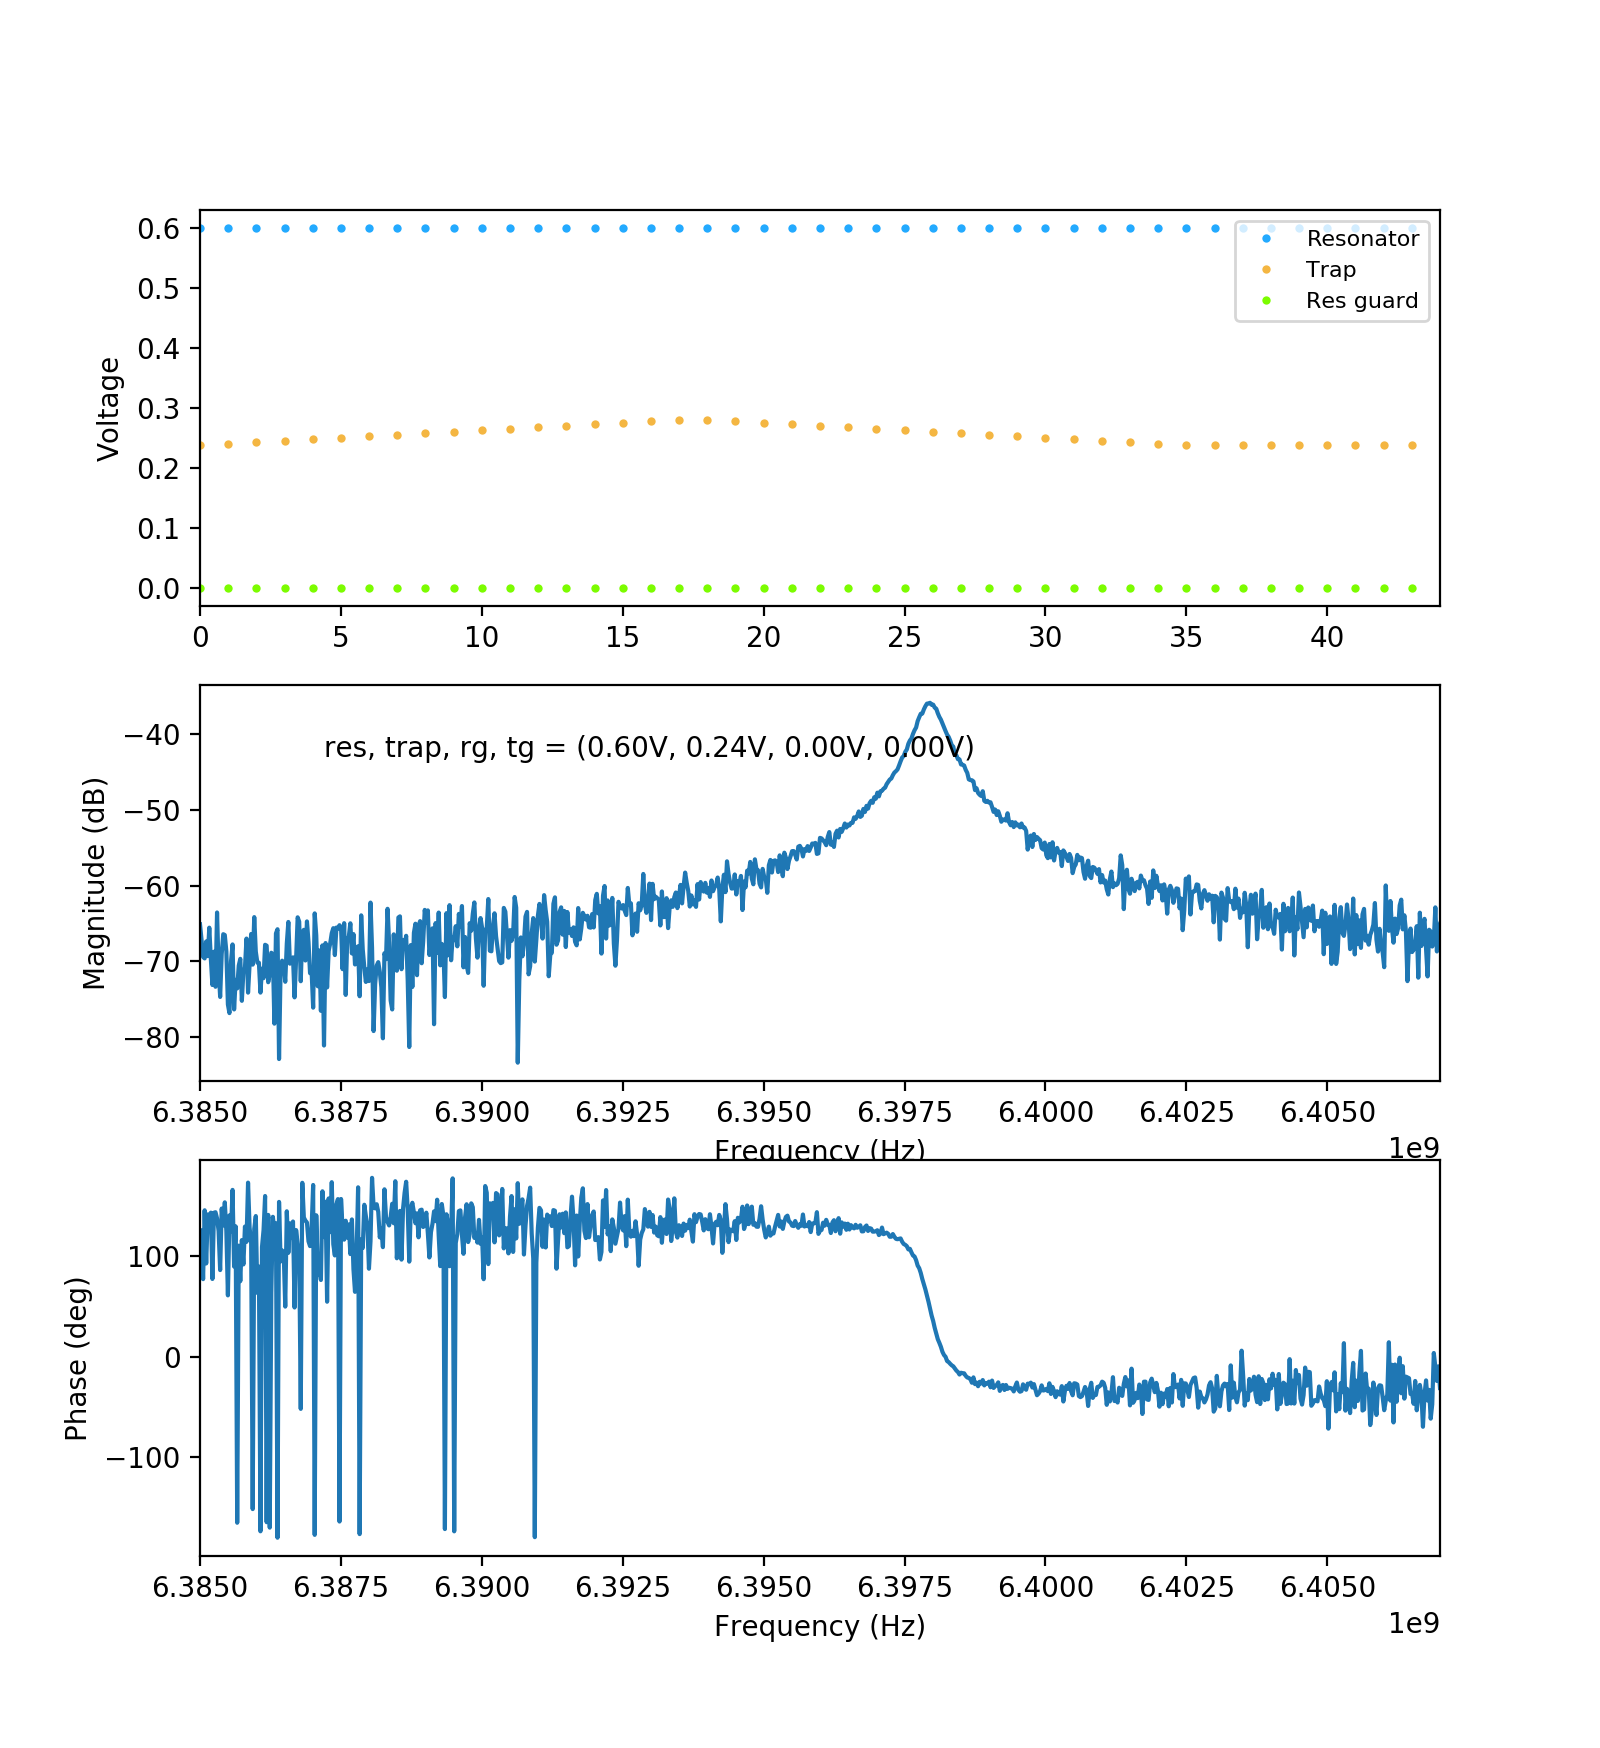 0.6
0.5
0.4
0.3
0.2
0.1
0.0
Voltage
Resonator
Trap
Res guard
0 5 10 15 20 25 30 35 40
−40
−50
−60
−70
−80
Magnitude (dB)
res, trap, rg, tg = (0.60V, 0.24V, 0.00V, 0.00V)
6.3850 6.3875 6.3900 6.3925 6.3950 6.3975 6.4000 6.4025 6.4050
Frequency (Hz)
1e9
100
0
−100
Phase (deg)
6.3850 6.3875 6.3900 6.3925 6.3950 6.3975 6.4000 6.4025 6.4050
Frequency (Hz)
1e9